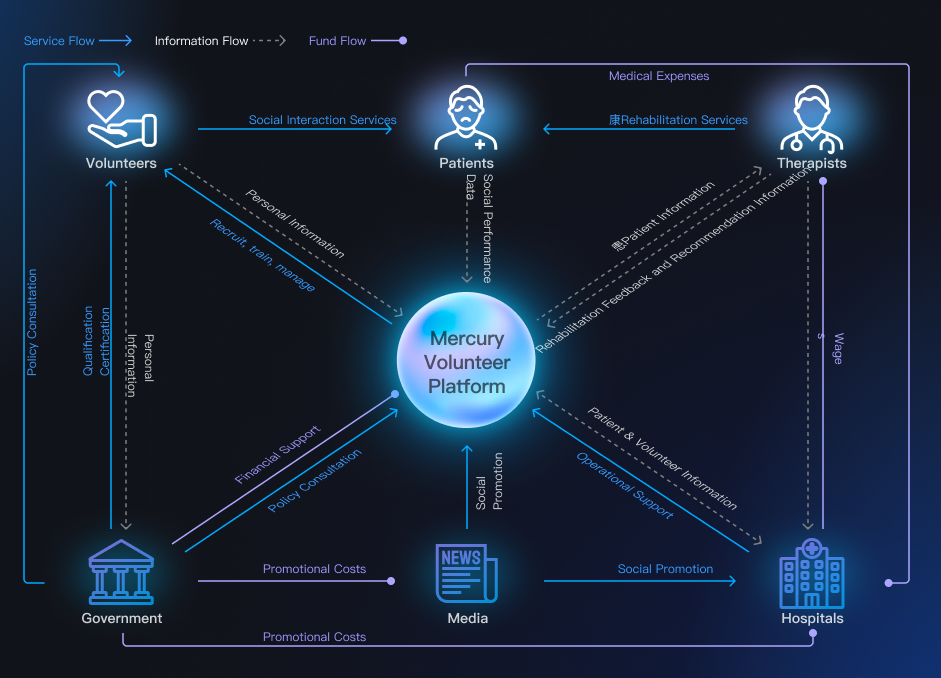 Service Flow
Information Flow
Fund Flow
Medical Expenses
Social Interaction Services
康Rehabilitation Services
Volunteers
Patients
Therapists
Social Performance
Data
Personal Information
Recruit, train, manage
患Patient Information
Rehabilitation Feedback and Recommendation Information
Policy Consultation
Qualification
Certification
Personal
Information
Mercury
Volunteer
Platform
Wage
s
Financial Support
Policy Consultation
Social
Promotion
Patient & Volunteer Information
Operational Support
NEWS
Promotional Costs
Social Promotion
Government
Media
Hospitals
Promotional Costs